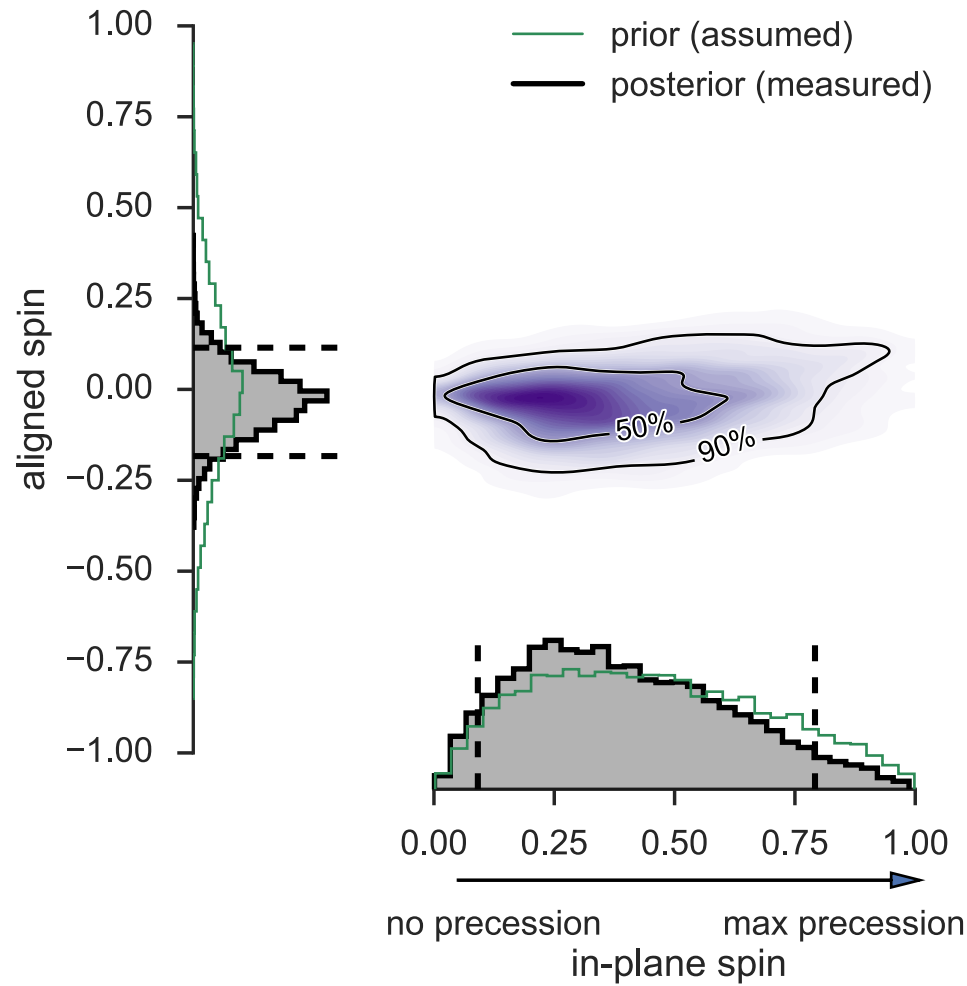 prior (assumed)
posterior (measured)
1.00
0.75
0.50
0.25
0.00
−0.25
−0.50
−0.75
−1.00
aligned spin
50%
90%
0.00 0.25 0.50 0.75 1.00
no precession max precession
in-plane spin